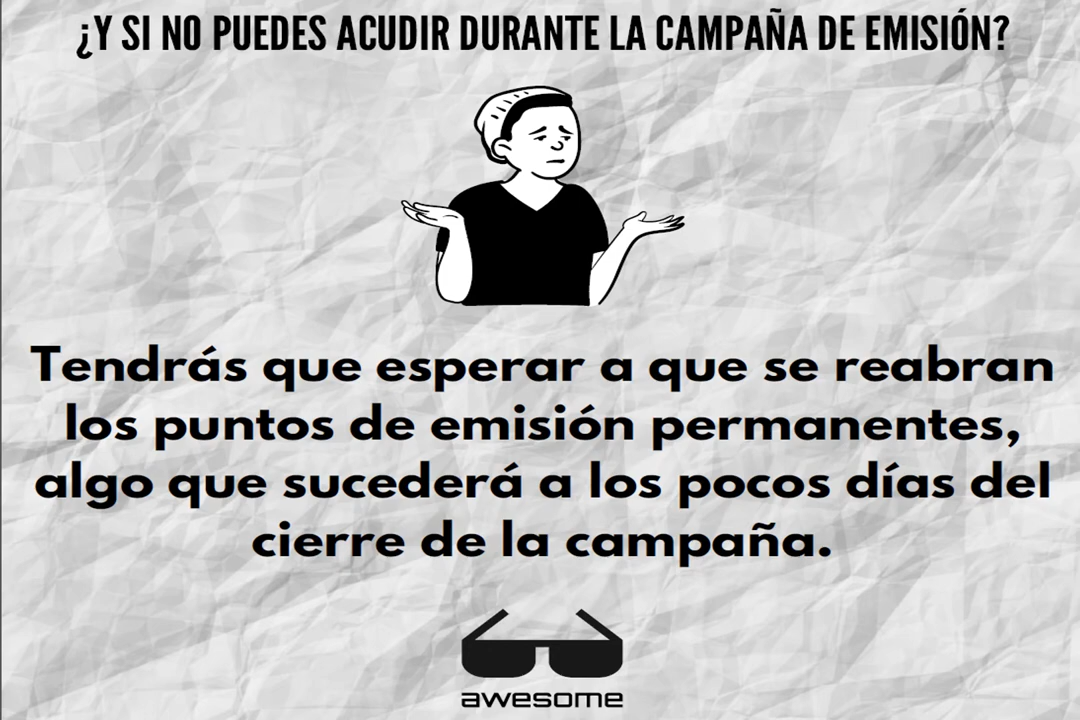 ¿Y SI NO PUEDES ACUDIR DURANTE LA CAMPAÑA DE EMISIÓN?
Tendrás que esperar a que se reabran
los puntos de emisión permanentes,
algo que sucederá a los pocos días del
cierre de la campaña.
awesome